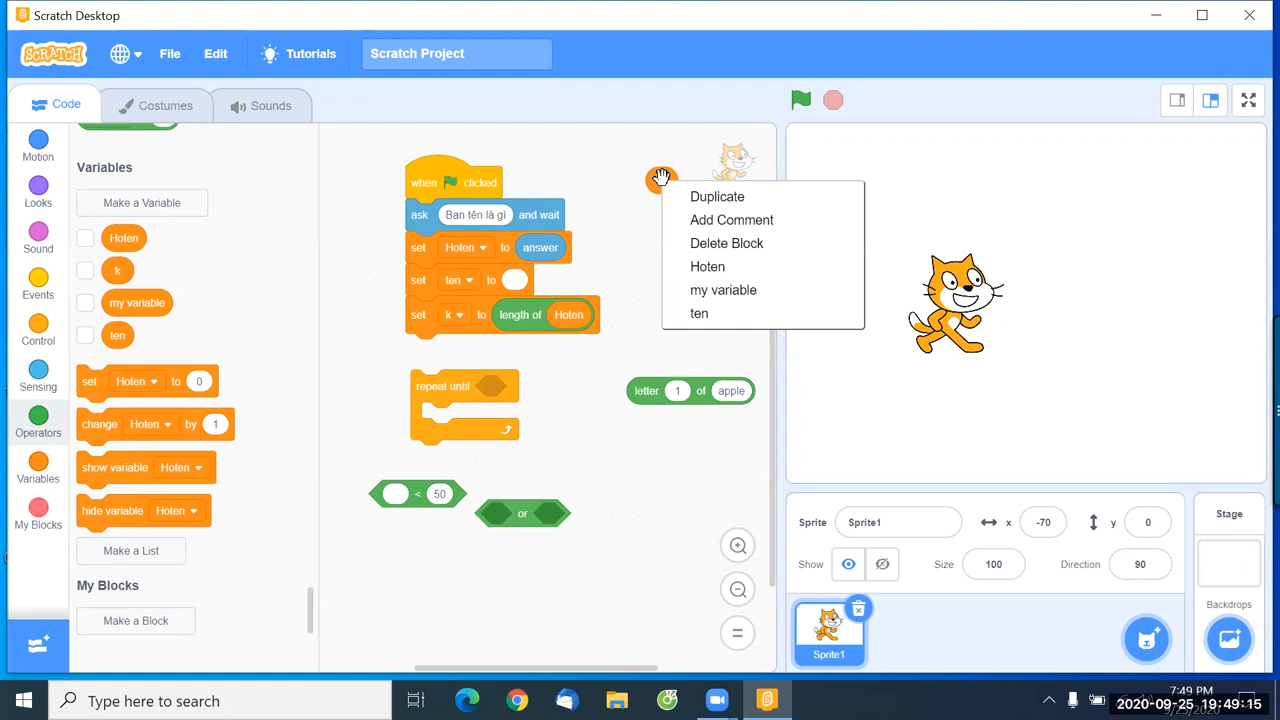 Scratch Desktop
SCRATCH File Edit Tutorials Scratch Project
Code Costumes Sounds
Motion
Looks
Sound
Events
Control
Sensing
Operators
Variables
My Blocks
Variables
Make a Variable
Hoten
k
my variable
ten
set Hoten to 0
change Hoten by 1
show variable Hoten
hide variable Hoten
Make a List
My Blocks
Make a Block
when clicked
ask Bạn tên là gì and wait
set Hoten to answer
set ten to
set k to length of Hoten
repeat until
letter 1 of apple
< 50
or
Duplicate
Add Comment
Delete Block
Hoten
my variable
ten
Sprite Sprite1 x -70 y 0
Show Size 100 Direction 90
Sprite1
Stage
Backdrops
Type here to search
7:49 PM
2020-09-25 19:49:15